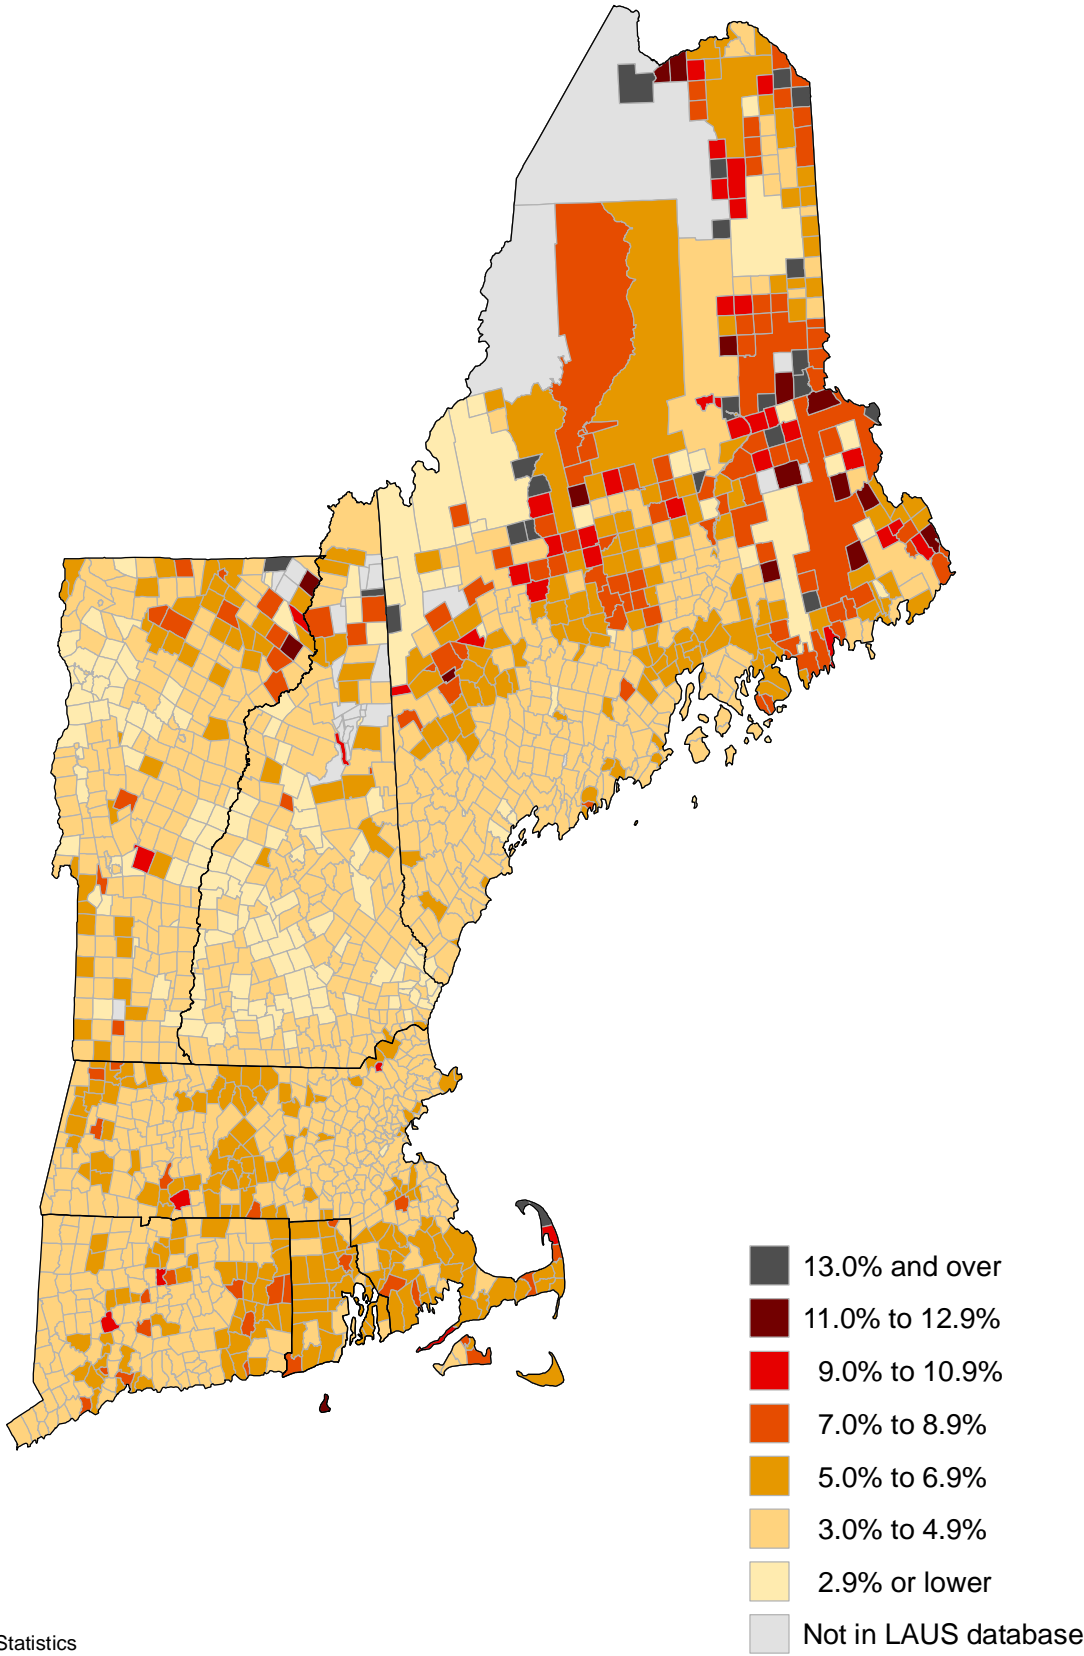 13.0% and over
11.0% to 12.9%
9.0% to 10.9%
7.0% to 8.9%
5.0% to 6.9%
3.0% to 4.9%
2.9% or lower
Not in LAUS database
Statistics